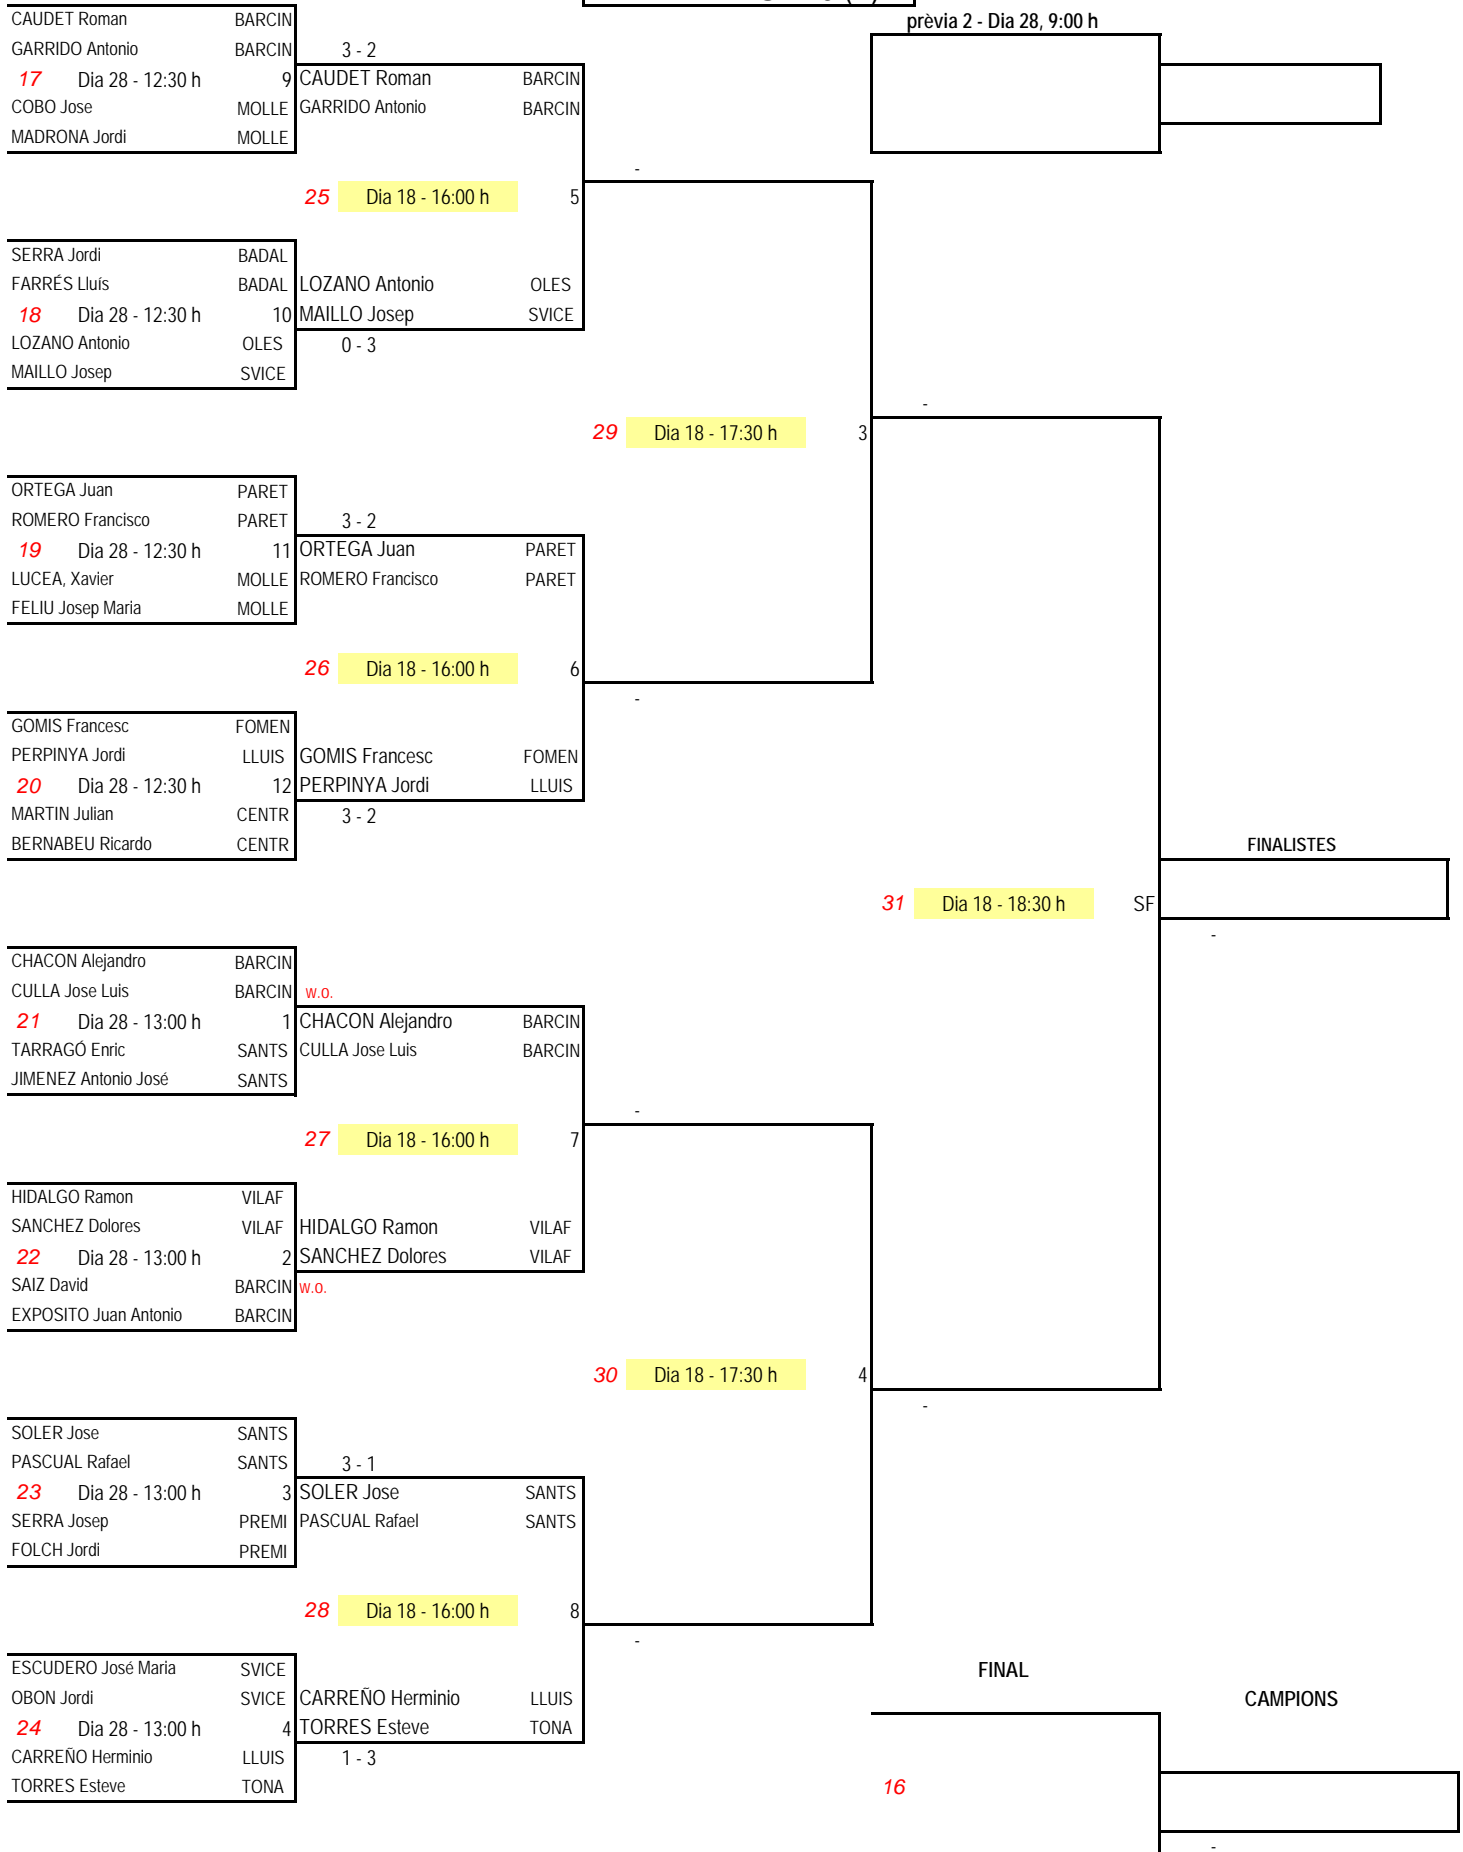 CAUDET Roman BARCIN
prèvia 2 - Dia 28, 9:00 h
GARRIDO Antonio BARCIN 3 - 2
17 Dia 28 - 12:30 h 9 CAUDET Roman BARCIN
COBO Jose MOLLE GARRIDO Antonio BARCIN
MADRONA Jordi MOLLE
-
25 Dia 18 - 16:00 h 5
SERRA Jordi BADAL
FARRÉS Lluís BADAL LOZANO Antonio OLES
18 Dia 28 - 12:30 h 10 MAILLO Josep SVICE
LOZANO Antonio OLES 0 - 3
MAILLO Josep SVICE
-
29 Dia 18 - 17:30 h 3
ORTEGA Juan PARET
ROMERO Francisco PARET 3 - 2
19 Dia 28 - 12:30 h 11 ORTEGA Juan PARET
LUCEA, Xavier MOLLE ROMERO Francisco PARET
FELIU Josep Maria MOLLE
26 Dia 18 - 16:00 h 6
-
GOMIS Francesc FOMEN
PERPINYA Jordi LLUIS GOMIS Francesc FOMEN
20 Dia 28 - 12:30 h 12 PERPINYA Jordi LLUIS
MARTIN Julian CENTR 3 - 2
BERNABEU Ricardo CENTR FINALISTES
31 Dia 18 - 18:30 h SF
-
CHACON Alejandro BARCIN
CULLA Jose Luis BARCIN w.o.
21 Dia 28 - 13:00 h 1 CHACON Alejandro BARCIN
TARRAGÓ Enric SANTS CULLA Jose Luis BARCIN
JIMENEZ Antonio José SANTS
-
27 Dia 18 - 16:00 h 7
HIDALGO Ramon VILAF
SANCHEZ Dolores VILAF HIDALGO Ramon VILAF
22 Dia 28 - 13:00 h 2 SANCHEZ Dolores VILAF
SAIZ David BARCIN w.o.
EXPOSITO Juan Antonio BARCIN
30 Dia 18 - 17:30 h 4
-
SOLER Jose SANTS
PASCUAL Rafael SANTS 3 - 1
23 Dia 28 - 13:00 h 3 SOLER Jose SANTS
SERRA Josep PREMI PASCUAL Rafael SANTS
FOLCH Jordi PREMI
28 Dia 18 - 16:00 h 8
-
ESCUDERO José Maria SVICE FINAL
OBON Jordi SVICE CARREÑO Herminio LLUIS CAMPIONS
24 Dia 28 - 13:00 h 4 TORRES Esteve TONA
CARREÑO Herminio LLUIS 1 - 3
TORRES Esteve TONA 16
-